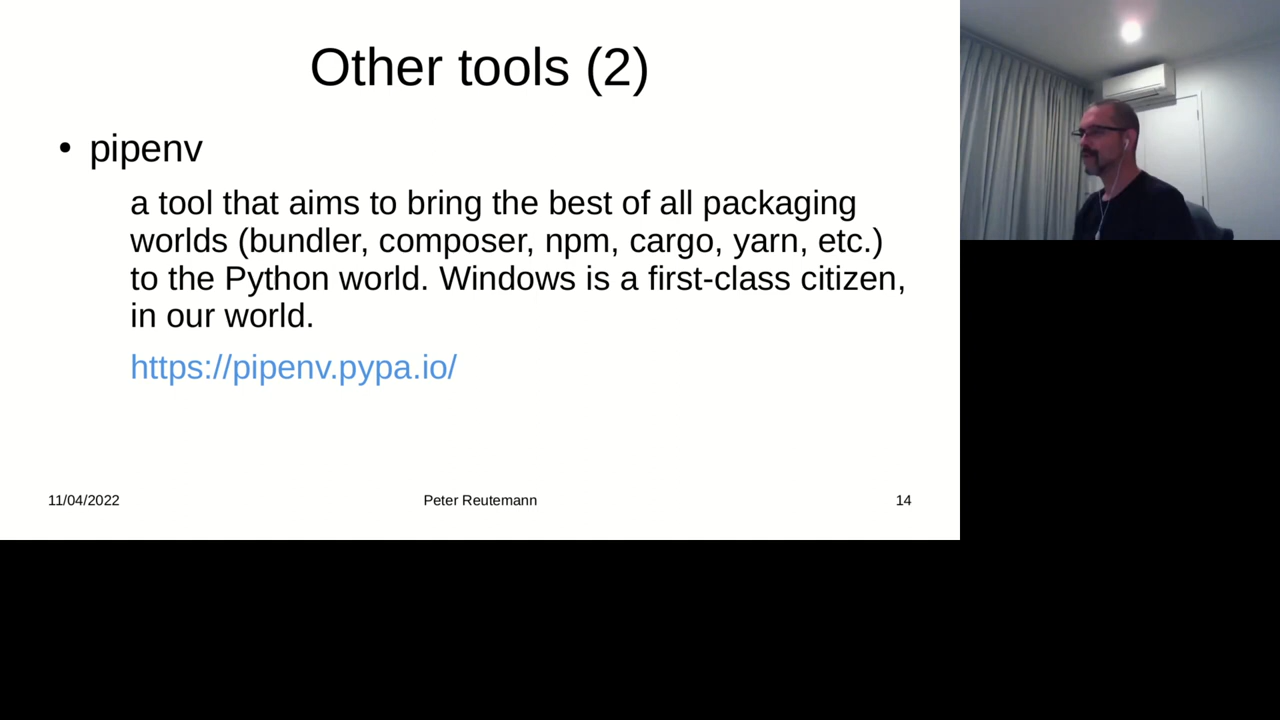 Other tools (2)
• pipenv
a tool that aims to bring the best of all packaging
worlds (bundler, composer, npm, cargo, yarn, etc.)
to the Python world. Windows is a first-class citizen,
in our world.
https://pipenv.pypa.io/
11/04/2022
Peter Reutemann
14